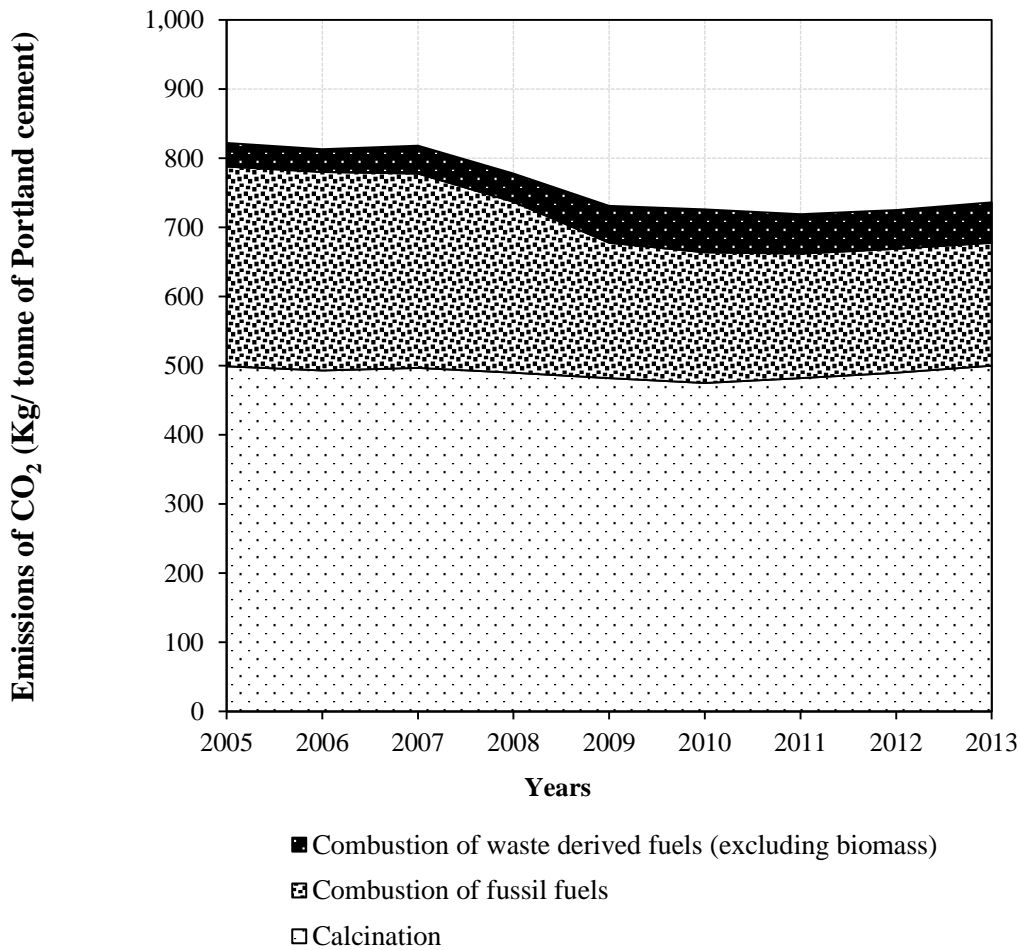 Emissions of CO₂ (Kg/ tonne of Portland cement)
1,000
900
800
700
600
500
400
300
200
100
0
2005 2006 2007 2008 2009 2010 2011 2012 2013
Years
Combustion of waste derived fuels (excluding biomass)
Combustion of fussil fuels
Calcination